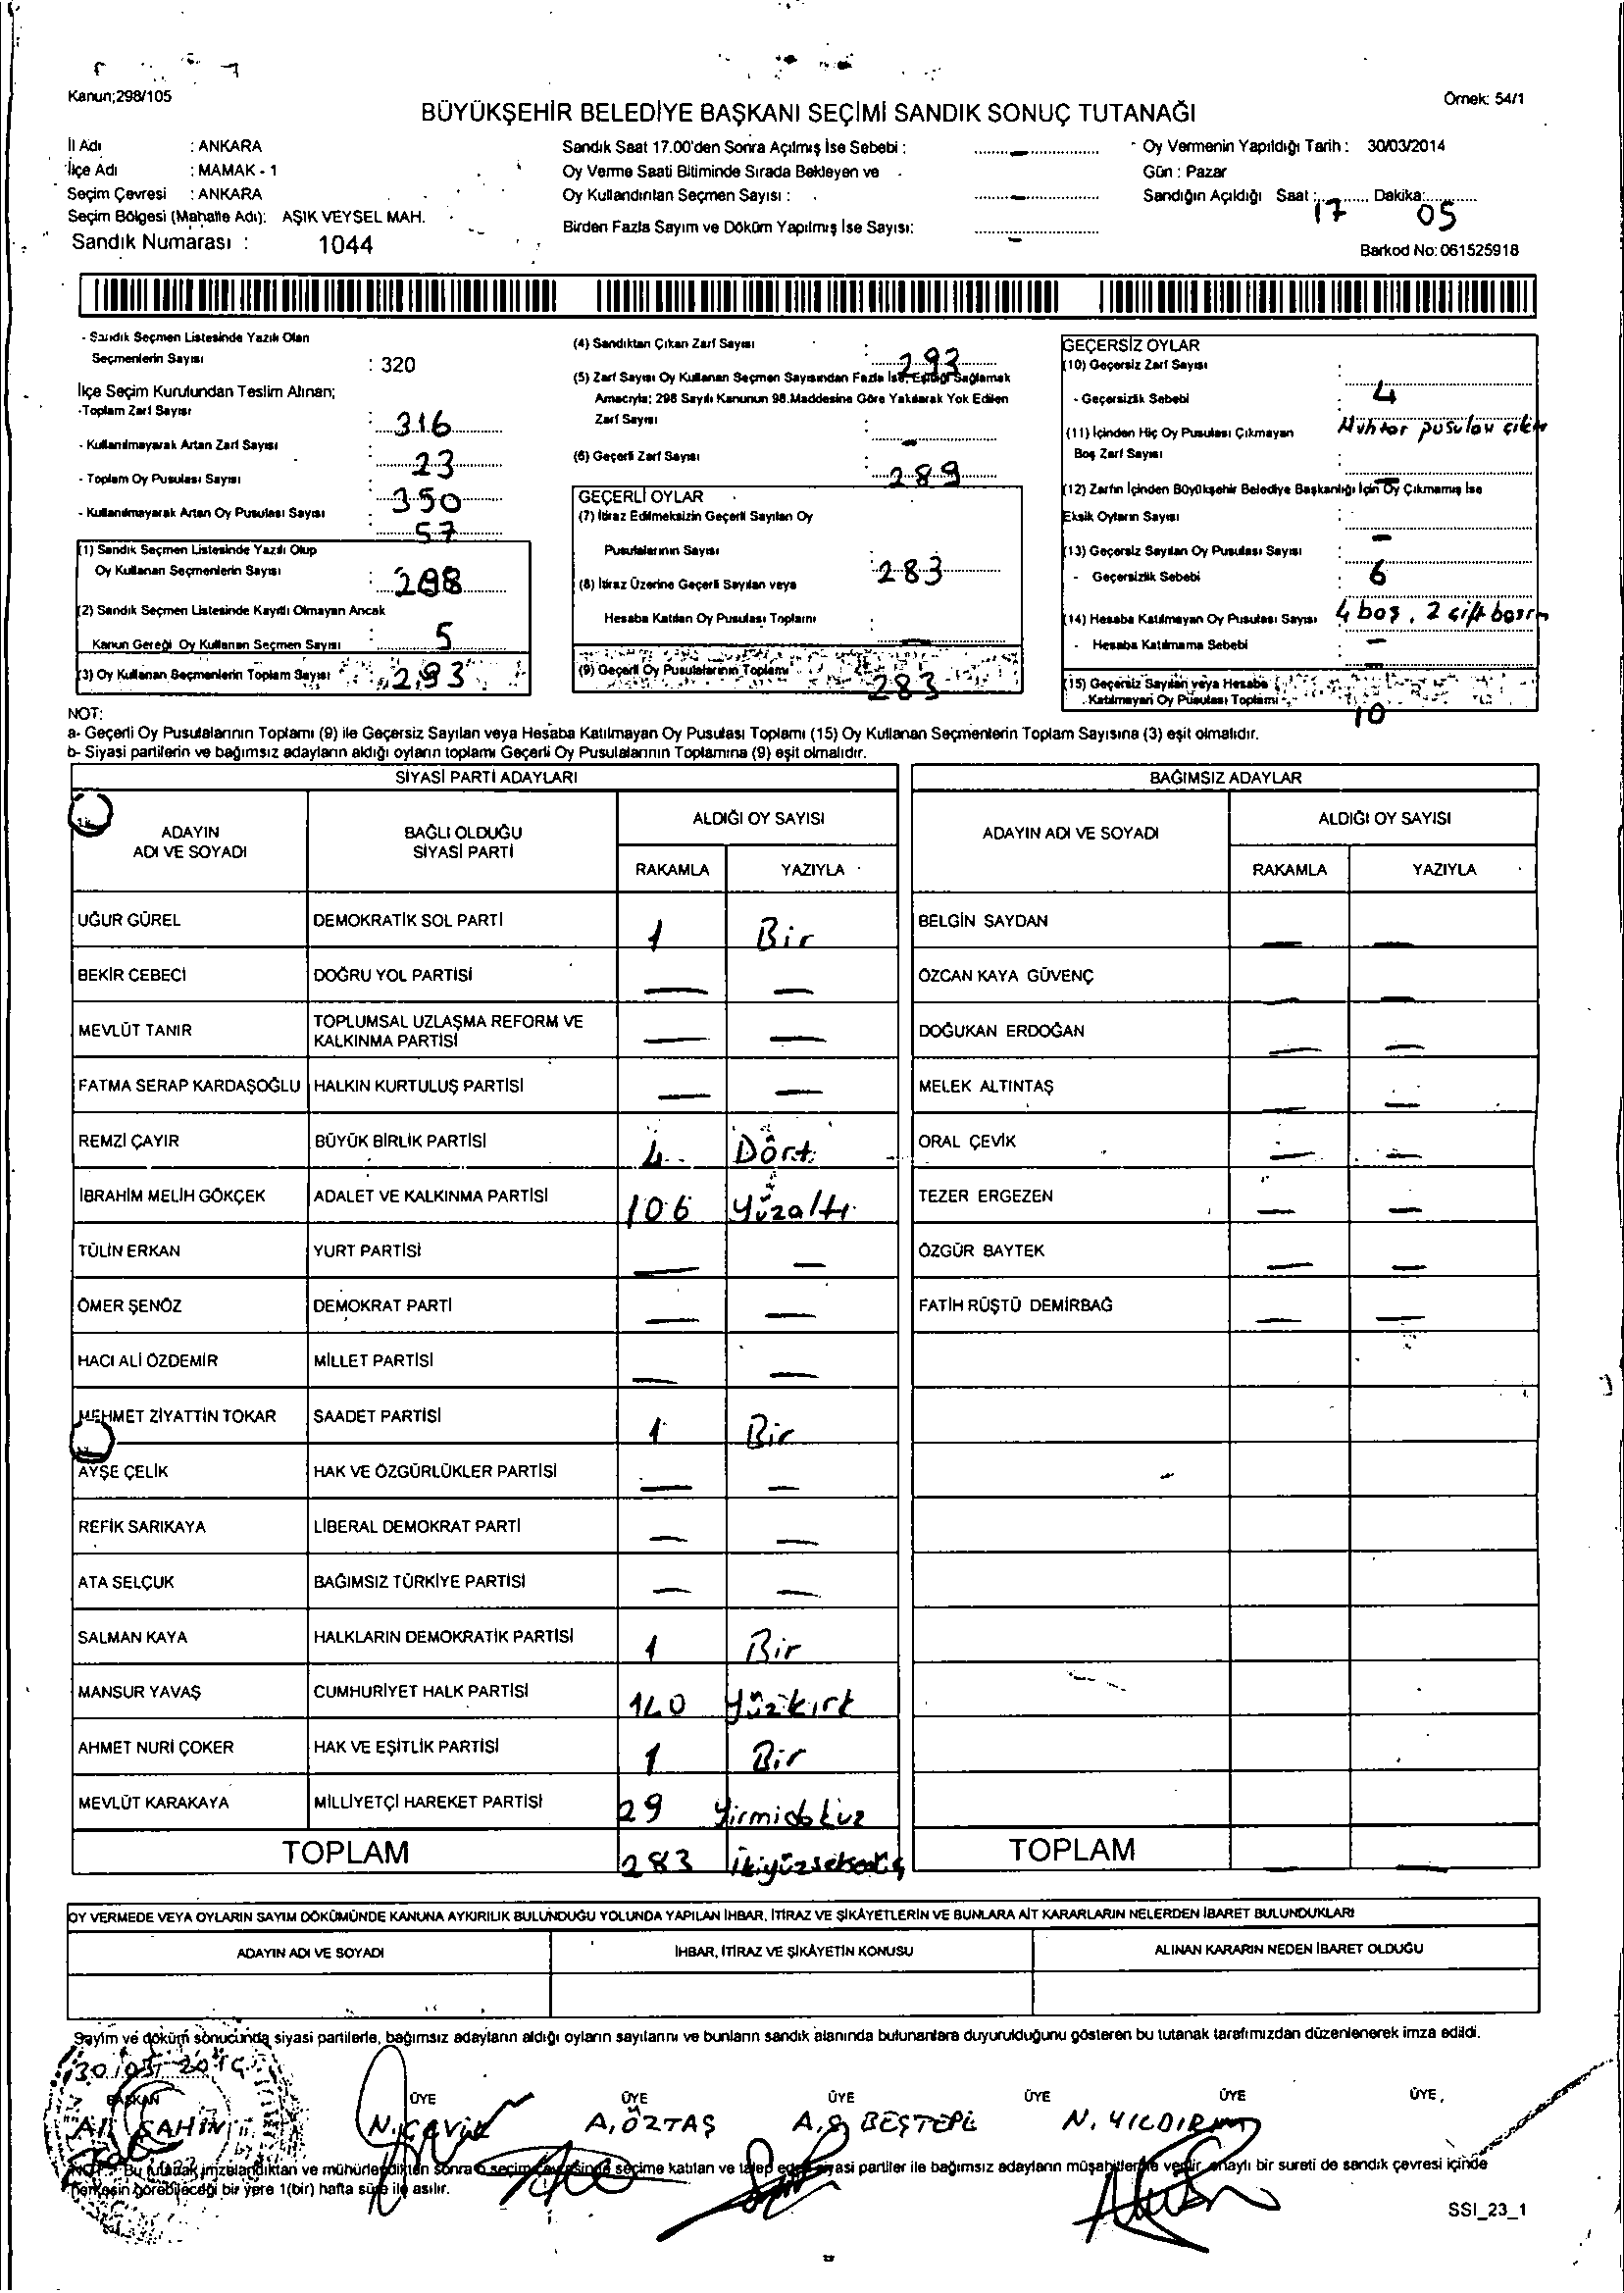 Kanun;298/105
Örnek: 54/1
BÜYÜKŞEHİR BELEDİYE BAŞKANI SEÇİMİ SANDIK SONUÇ TUTANAĞI
İl Adı : ANKARA
İlçe Adı : MAMAK - 1
Seçim Çevresi : ANKARA
Seçim Bölgesi (Mahalle Adı): AŞIK VEYSEL MAH.
Sandık Numarası : 1044
Sandık Saat 17.00'den Sonra Açılmış İse Sebebi : -
Oy Verme Saati Bitiminde Sırada Bekleyen ve
Oy Kullandırılan Seçmen Sayısı : -
Birden Fazla Sayım ve Döküm Yapılmış İse Sayısı: -
Oy Vermenin Yapıldığı Tarih : 30/03/2014
Gün : Pazar
Sandığın Açıldığı Saat : 17 Dakika: 05
Barkod No: 061525918
- Sandık Seçmen Listesinde Yazılı Olan
Seçmenlerin Sayısı : 320
İlçe Seçim Kurulundan Teslim Alınan;
-Toplam Zarf Sayısı : 316
- Kullanılmayarak Artan Zarf Sayısı : 23
- Toplam Oy Pusulası Sayısı : 350
- Kullanılmayarak Artan Oy Pusulası Sayısı : 57
(1) Sandık Seçmen Listesinde Yazılı Olup
Oy Kullanan Seçmenlerin Sayısı : 288
(2) Sandık Seçmen Listesinde Kayıtlı Olmayan Ancak
Kanun Gereği Oy Kullanan Seçmen Sayısı : 5
(3) Oy Kullanan Seçmenlerin Toplam Sayısı : 293
(4) Sandıktan Çıkan Zarf Sayısı : 293
(5) Zarf Sayısı Oy Kullanan Seçmen Sayısından Fazla İse, Eşitliği Sağlamak
Amacıyla; 298 Sayılı Kanunun 98.Maddesine Göre Yakılarak Yok Edilen
Zarf Sayısı : -
(6) Geçerli Zarf Sayısı : 289
GEÇERLİ OYLAR
(7) İtiraz Edilmeksizin Geçerli Sayılan Oy
Pusulalarının Sayısı : 283
(8) İtiraz Üzerine Geçerli Sayılan veya
Hesaba Katılan Oy Pusulası Toplamı : -
(9) Geçerli Oy Pusulalarının Toplamı 283
GEÇERSİZ OYLAR
(10) Geçersiz Zarf Sayısı : 4
- Geçersizlik Sebebi : Muhtar pusulası çıktı
(11) İçinden Hiç Oy Pusulası Çıkmayan
Boş Zarf Sayısı : -
(12) Zarfın İçinden Büyükşehir Belediye Başkanlığı İçin Oy Çıkmamış İse
Eksik Oyların Sayısı : -
(13) Geçersiz Sayılan Oy Pusulası Sayısı : 6
- Geçersizlik Sebebi : 4 boş, 2 çift basım
(14) Hesaba Katılmayan Oy Pusulası Sayısı : -
- Hesaba Katılmama Sebebi : -
(15) Geçersiz Sayılan veya Hesaba
Katılmayan Oy Pusulası Toplamı 10
NOT:
a- Geçerli Oy Pusulalarının Toplamı (9) ile Geçersiz Sayılan veya Hesaba Katılmayan Oy Pusulası Toplamı (15) Oy Kullanan Seçmenlerin Toplam Sayısına (3) eşit olmalıdır.
b- Siyasi partilerin ve bağımsız adayların aldığı oyların toplamı Geçerli Oy Pusulalarının Toplamına (9) eşit olmalıdır.
SİYASİ PARTİ ADAYLARI
ADAYIN ADI VE SOYADI BAĞLI OLDUĞU SİYASİ PARTİ ALDIĞI OY SAYISI
RAKAMLA YAZIYLA
UĞUR GÜREL DEMOKRATİK SOL PARTİ 1 Bir
BEKİR CEBECİ DOĞRU YOL PARTİSİ - -
MEVLÜT TANIR TOPLUMSAL UZLAŞMA REFORM VE KALKINMA PARTİSİ - -
FATMA SERAP KARDAŞOĞLU HALKIN KURTULUŞ PARTİSİ - -
REMZİ ÇAYIR BÜYÜK BİRLİK PARTİSİ 4 Dört
İBRAHİM MELİH GÖKÇEK ADALET VE KALKINMA PARTİSİ 106 Yüzaltı
TÜLİN ERKAN YURT PARTİSİ - -
ÖMER ŞENÖZ DEMOKRAT PARTİ - -
HACI ALİ ÖZDEMİR MİLLET PARTİSİ - -
MEHMET ZİYATTİN TOKAR SAADET PARTİSİ 1 Bir
AYŞE ÇELİK HAK VE ÖZGÜRLÜKLER PARTİSİ - -
REFİK SARIKAYA LİBERAL DEMOKRAT PARTİ - -
ATA SELÇUK BAĞIMSIZ TÜRKİYE PARTİSİ - -
SALMAN KAYA HALKLARIN DEMOKRATİK PARTİSİ 1 Bir
MANSUR YAVAŞ CUMHURİYET HALK PARTİSİ 140 Yüzkırk
AHMET NURİ ÇOKER HAK VE EŞİTLİK PARTİSİ 1 Bir
MEVLÜT KARAKAYA MİLLİYETÇİ HAREKET PARTİSİ 29 Yirmidokuz
TOPLAM 283 İkiyüzseksenüç
BAĞIMSIZ ADAYLAR
ADAYIN ADI VE SOYADI ALDIĞI OY SAYISI
RAKAMLA YAZIYLA
BELGİN SAYDAN - -
ÖZCAN KAYA GÜVENÇ - -
DOĞUKAN ERDOĞAN - -
MELEK ALTINTAŞ - -
ORAL ÇEVİK - -
TEZER ERGEZEN - -
ÖZGÜR BAYTEK - -
FATİH RÜŞTÜ DEMİRBAĞ - -
TOPLAM - -
OY VERMEDE VEYA OYLARIN SAYIM DÖKÜMÜNDE KANUNA AYKIRILIK BULUNDUĞU YOLUNDA YAPILAN İHBAR, İTİRAZ VE ŞİKÂYETLERİN VE BUNLARA AİT KARARLARIN NELERDEN İBARET BULUNDUKLARI
ADAYIN ADI VE SOYADI İHBAR, İTİRAZ VE ŞİKÂYETİN KONUSU ALINAN KARARIN NEDEN İBARET OLDUĞU
Sayım ve döküm sonucunda siyasi partilerle, bağımsız adayların aldığı oyların sayılarını ve bunların sandık alanında bulunanlara duyurulduğunu gösteren bu tutanak tarafımızdan düzenlenerek imza edildi.
30/03/2014
BAŞKAN ÜYE ÜYE ÜYE ÜYE ÜYE ÜYE
Ali ŞAHİN N.ÇEVİK A.ÖZTAŞ A.Ş. BEŞTEPE N. YILDIRIM
NOT: Bu tutanak imzalandıktan ve mühürlendikten sonra o seçim çevresinde seçime katılan ve talep eden siyasi partiler ile bağımsız adayların müşahitlerine verilir, onaylı bir sureti de sandık çevresi içinde
herkesin görebileceği bir yere 1(bir) hafta süre ile asılır.
SSI_23_1